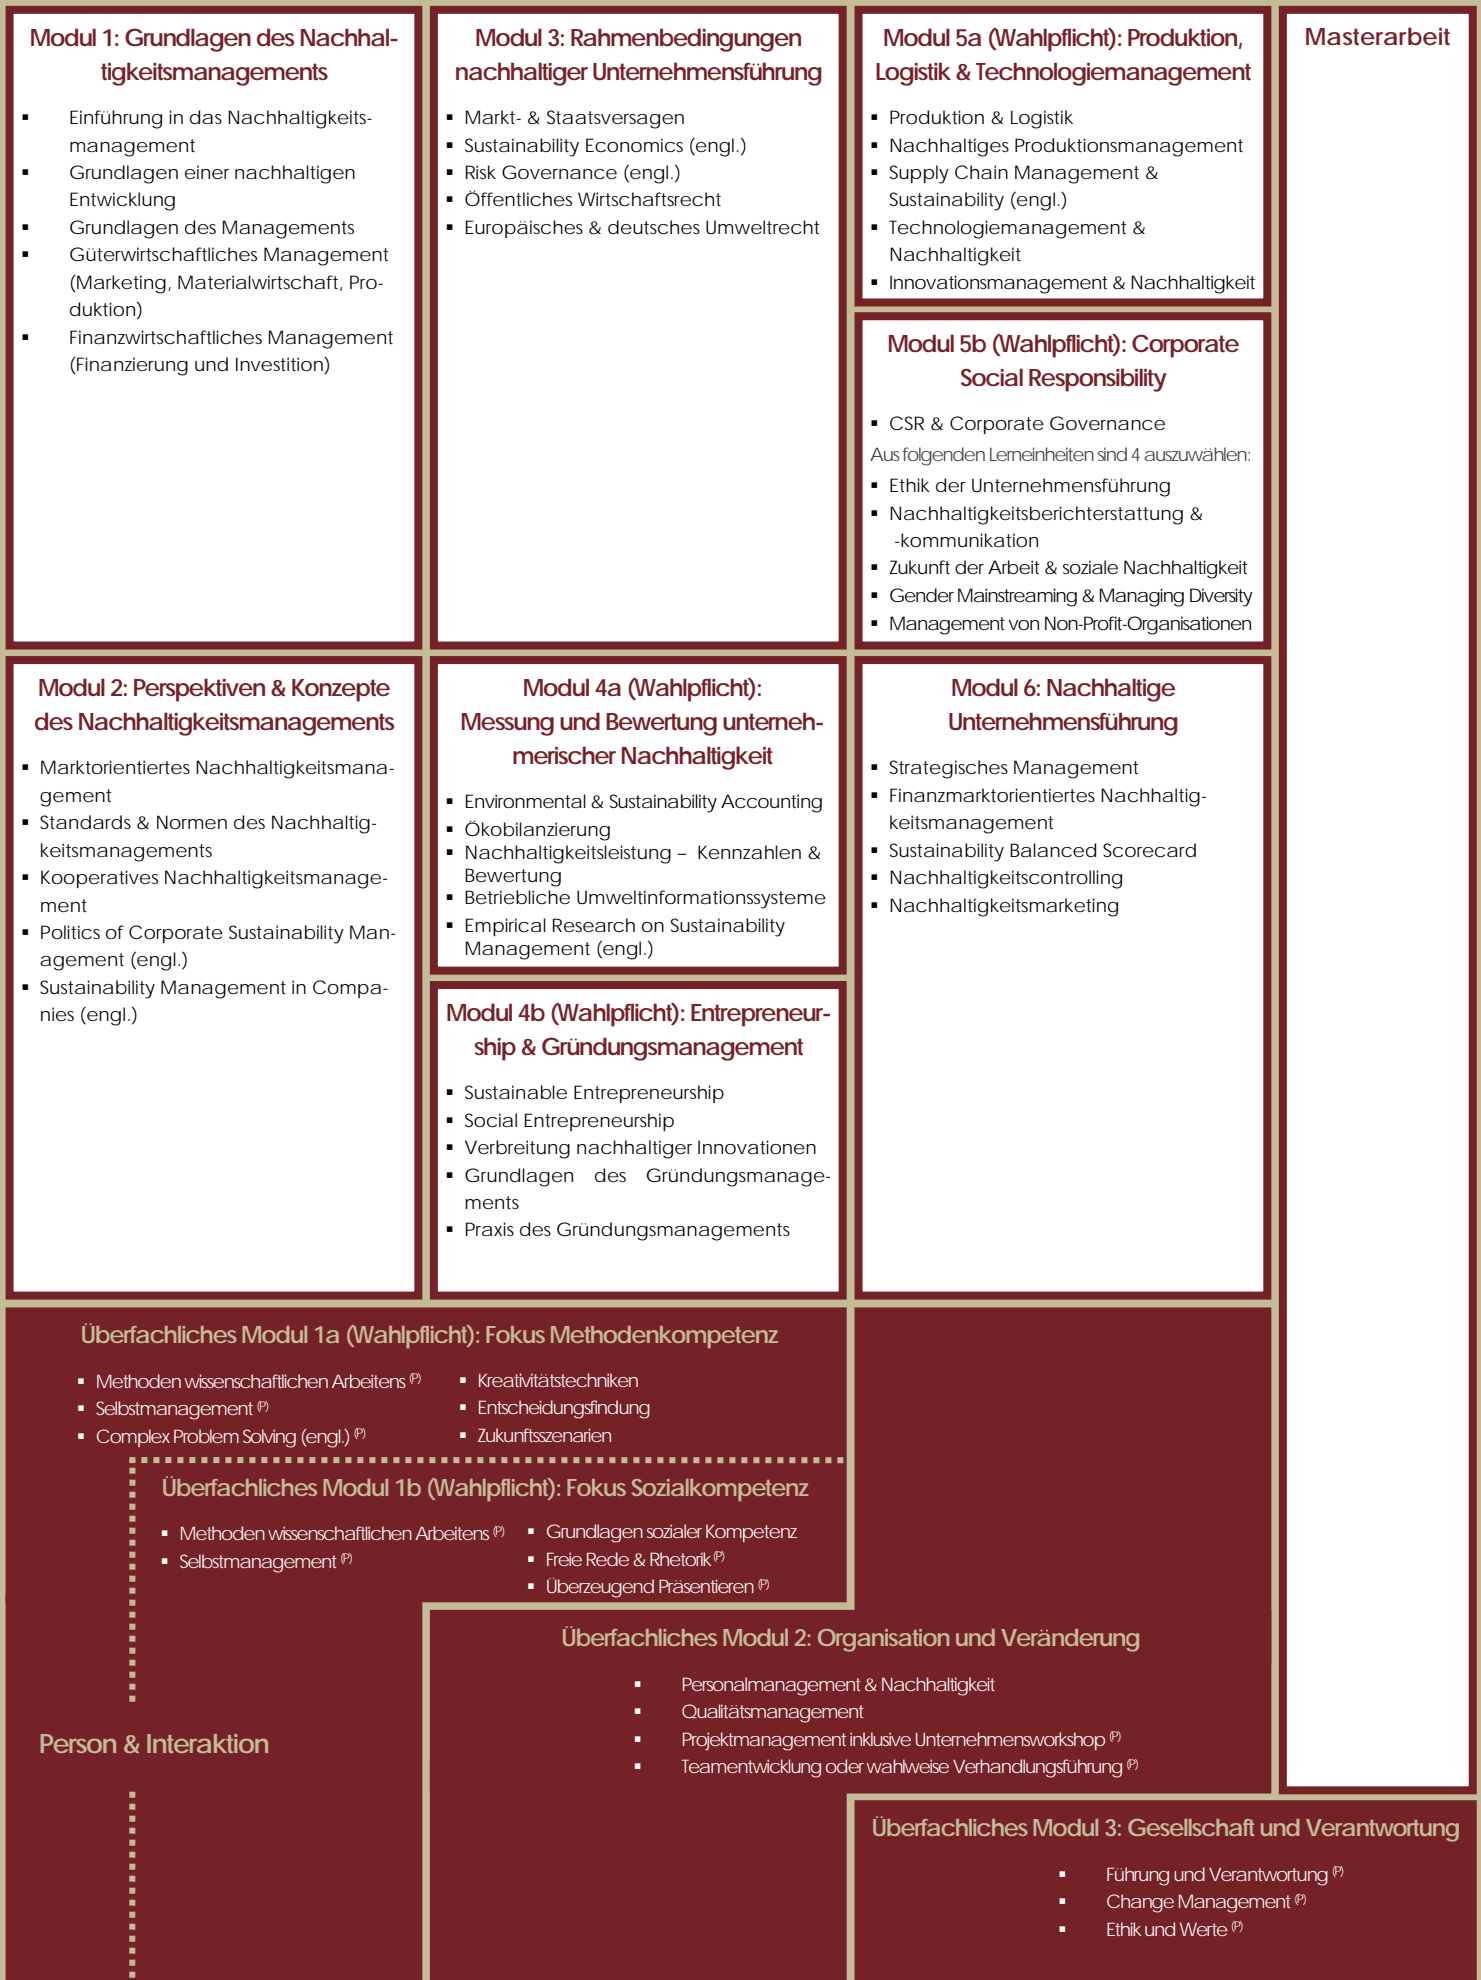 Modul 1: Grundlagen des Nachhal-
tigkeitsmanagements
▪ Einführung in das Nachhaltigkeits-
management
▪ Grundlagen einer nachhaltigen
Entwicklung
▪ Grundlagen des Managements
▪ Güterwirtschaftliches Management
(Marketing, Materialwirtschaft, Pro-
duktion)
▪ Finanzwirtschaftliches Management
(Finanzierung und Investition)
Modul 2: Perspektiven & Konzepte
des Nachhaltigkeitsmanagements
▪ Marktorientiertes Nachhaltigkeitsmana-
gement
▪ Standards & Normen des Nachhaltig-
keitsmanagements
▪ Kooperatives Nachhaltigkeitsmanage-
ment
▪ Politics of Corporate Sustainability Man-
agement (engl.)
▪ Sustainability Management in Compa-
nies (engl.)
Modul 3: Rahmenbedingungen
nachhaltiger Unternehmensführung
▪ Markt- & Staatsversagen
▪ Sustainability Economics (engl.)
▪ Risk Governance (engl.)
▪ Öffentliches Wirtschaftsrecht
▪ Europäisches & deutsches Umweltrecht
Modul 4a (Wahlpflicht):
Messung und Bewertung unterneh-
merischer Nachhaltigkeit
▪ Environmental & Sustainability Accounting
▪ Ökobilanzierung
▪ Nachhaltigkeitsleistung – Kennzahlen &
Bewertung
▪ Betriebliche Umweltinformationssysteme
▪ Empirical Research on Sustainability
Management (engl.)
Modul 4b (Wahlpflicht): Entrepreneur-
ship & Gründungsmanagement
▪ Sustainable Entrepreneurship
▪ Social Entrepreneurship
▪ Verbreitung nachhaltiger Innovationen
▪ Grundlagen des Gründungsmanage-
ments
▪ Praxis des Gründungsmanagements
Modul 5a (Wahlpflicht): Produktion,
Logistik & Technologiemanagement
▪ Produktion & Logistik
▪ Nachhaltiges Produktionsmanagement
▪ Supply Chain Management &
Sustainability (engl.)
▪ Technologiemanagement &
Nachhaltigkeit
▪ Innovationsmanagement & Nachhaltigkeit
Modul 5b (Wahlpflicht): Corporate
Social Responsibility
▪ CSR & Corporate Governance
Aus folgenden Lerneinheiten sind 4 auszuwählen:
▪ Ethik der Unternehmensführung
▪ Nachhaltigkeitsberichterstattung &
-kommunikation
▪ Zukunft der Arbeit & soziale Nachhaltigkeit
▪ Gender Mainstreaming & Managing Diversity
▪ Management von Non-Profit-Organisationen
Modul 6: Nachhaltige
Unternehmensführung
▪ Strategisches Management
▪ Finanzmarktorientiertes Nachhaltig-
keitsmanagement
▪ Sustainability Balanced Scorecard
▪ Nachhaltigkeitscontrolling
▪ Nachhaltigkeitsmarketing
Masterarbeit
Überfachliches Modul 1a (Wahlpflicht): Fokus Methodenkompetenz
▪ Methoden wissenschaftlichen Arbeitens (P)
▪ Selbstmanagement (P)
▪ Complex Problem Solving (engl.) (P)
▪ Kreativitätstechniken
▪ Entscheidungsfindung
▪ Zukunftsszenarien
Überfachliches Modul 1b (Wahlpflicht): Fokus Sozialkompetenz
▪ Methoden wissenschaftlichen Arbeitens (P)
▪ Selbstmanagement (P)
▪ Grundlagen sozialer Kompetenz
▪ Freie Rede & Rhetorik (P)
▪ Überzeugend Präsentieren (P)
Person & Interaktion
Überfachliches Modul 2: Organisation und Veränderung
▪ Personalmanagement & Nachhaltigkeit
▪ Qualitätsmanagement
▪ Projektmanagement inklusive Unternehmensworkshop (P)
▪ Teamentwicklung oder wahlweise Verhandlungsführung (P)
Überfachliches Modul 3: Gesellschaft und Verantwortung
▪ Führung und Verantwortung (P)
▪ Change Management (P)
▪ Ethik und Werte (P)